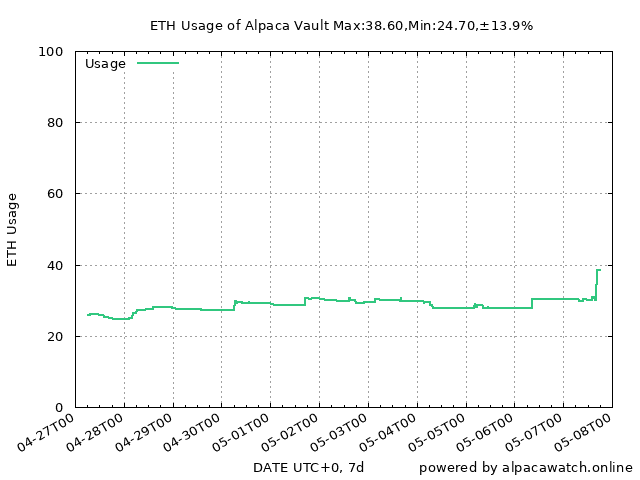 ETH Usage of Alpaca Vault Max:38.60,Min:24.70,±13.9%
Usage
100
80
60
40
20
0
ETH Usage
04-27T00
04-28T00
04-29T00
04-30T00
05-01T00
05-02T00
05-03T00
05-04T00
05-05T00
05-06T00
05-07T00
05-08T00
DATE UTC+0, 7d
powered by alpacawatch.online